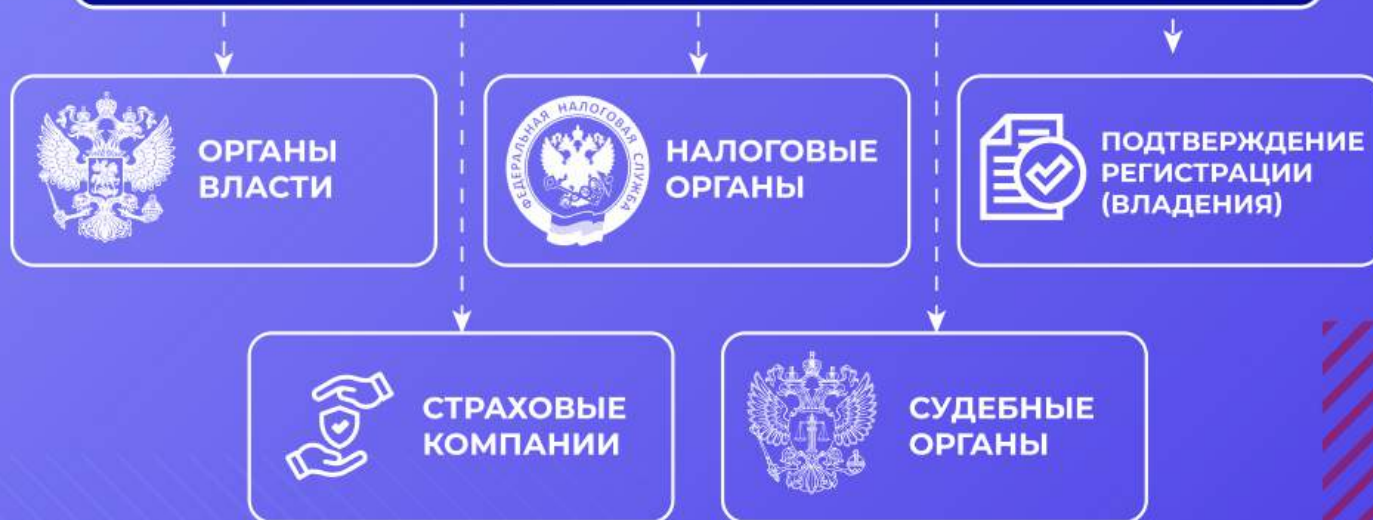 ОРГАНЫ
ВЛАСТИ
ФЕДЕРАЛЬНАЯ НАЛОГОВАЯ СЛУЖБА
НАЛОГОВЫЕ
ОРГАНЫ
ПОДТВЕРЖДЕНИЕ
РЕГИСТРАЦИИ
(ВЛАДЕНИЯ)
СТРАХОВЫЕ
КОМПАНИИ
СУДЕБНЫЕ
ОРГАНЫ